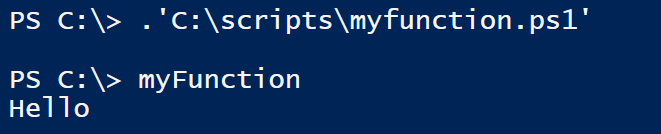 PS C:\> .'C:\scripts\myfunction.ps1'
PS C:\> myFunction
Hello